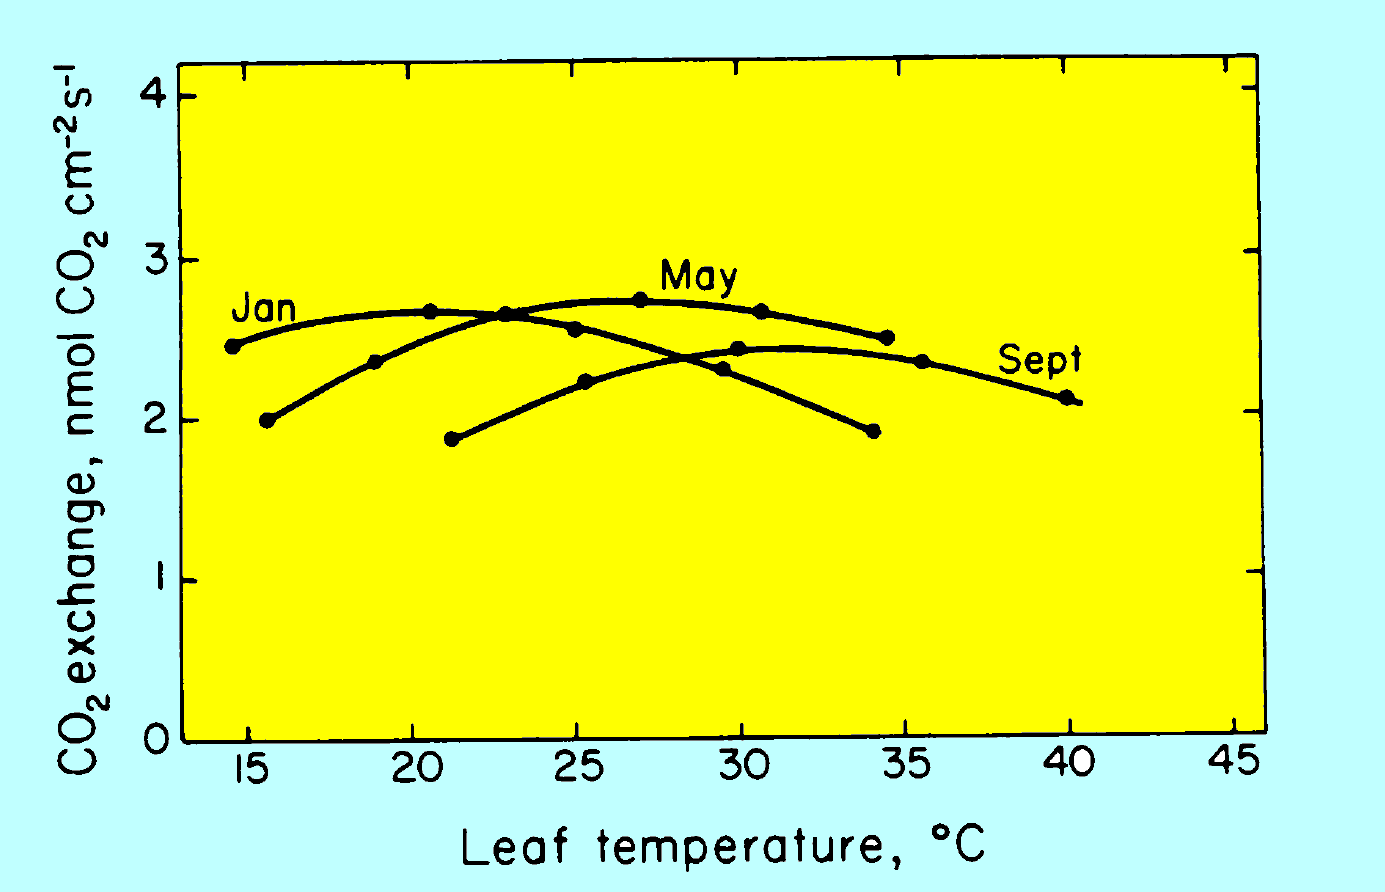 CO₂ exchange, nmol CO₂ cm⁻² s⁻¹
4
3
2
1
0
Jan
May
Sept
15 20 25 30 35 40 45
Leaf temperature, °C